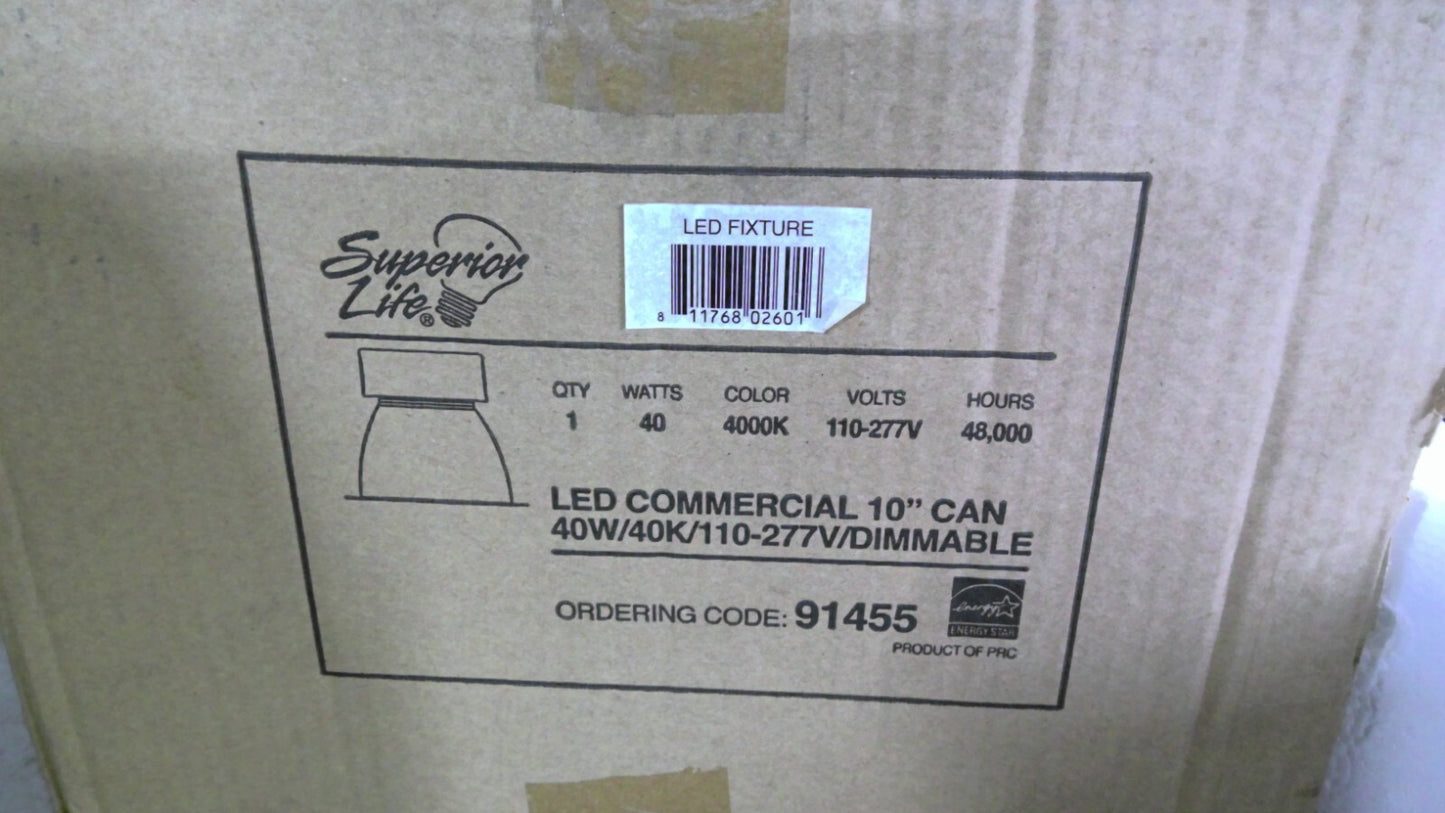 Superior
Life®
LED FIXTURE
8 11768 02601
QTY WATTS COLOR VOLTS HOURS
1 40 4000K 110-277V 48,000
LED COMMERCIAL 10” CAN
40W/40K/110-277V/DIMMABLE
ORDERING CODE: 91455
energy
ENERGY STAR
PRODUCT OF PRC